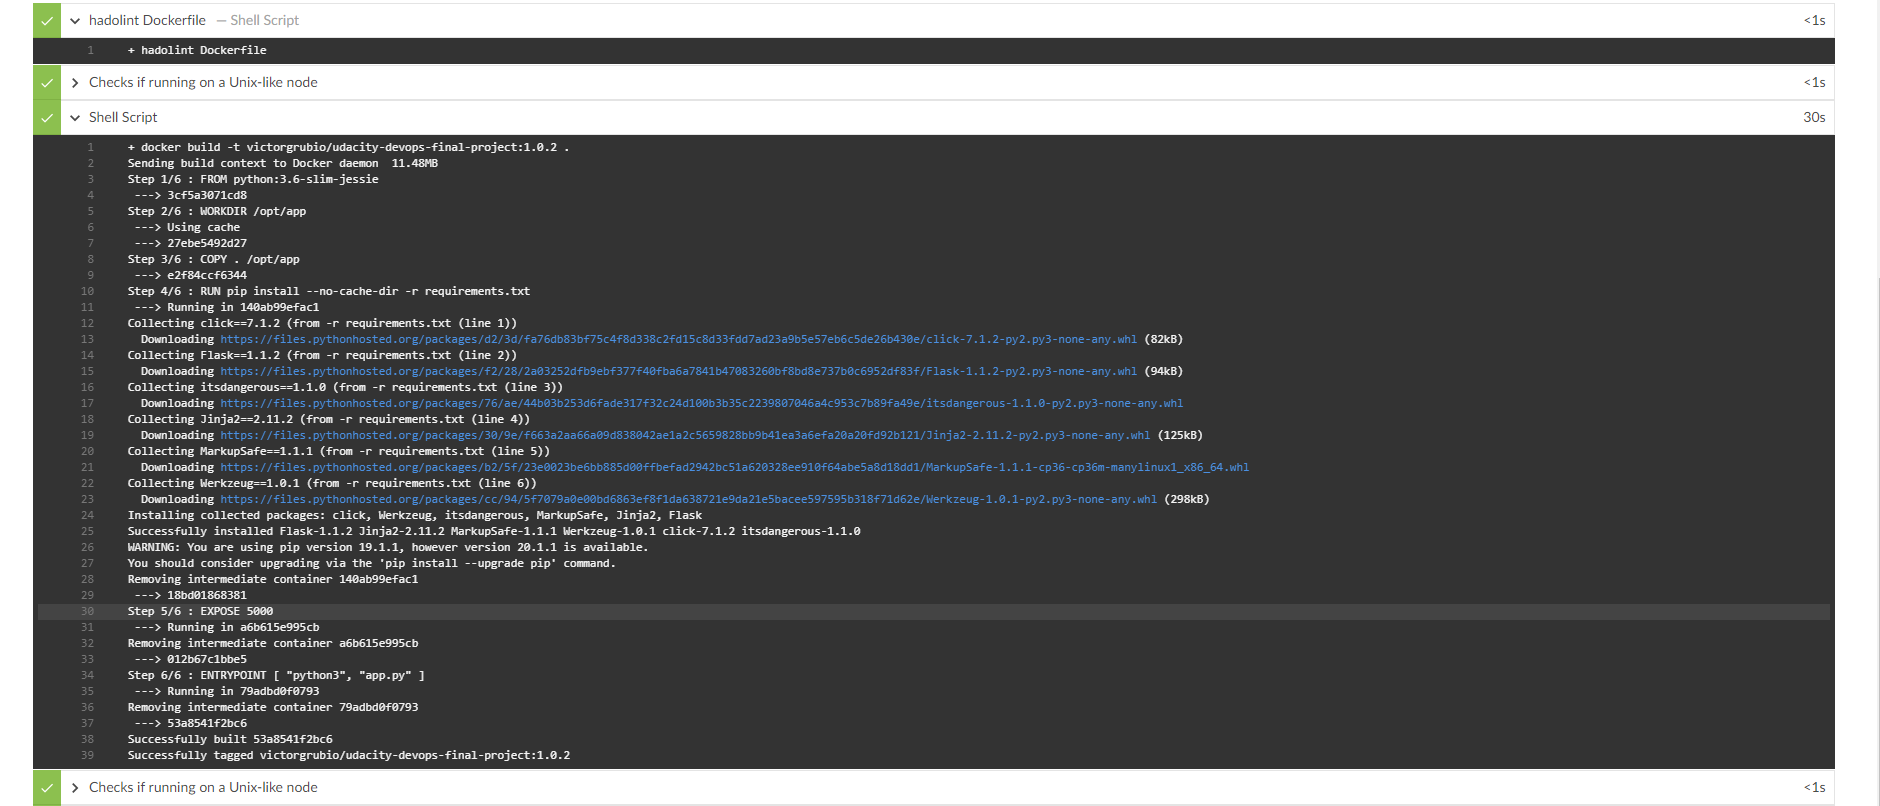 hadolint Dockerfile — Shell Script <1s
1 + hadolint Dockerfile
Checks if running on a Unix-like node <1s
Shell Script 30s
1 + docker build -t victorgrubio/udacity-devops-final-project:1.0.2 .
2 Sending build context to Docker daemon  11.48MB
3 Step 1/6 : FROM python:3.6-slim-jessie
4 ---> 3cf5a3071cd8
5 Step 2/6 : WORKDIR /opt/app
6 ---> Using cache
7 ---> 27ebe5492d27
8 Step 3/6 : COPY . /opt/app
9 ---> e2f84ccf6344
10 Step 4/6 : RUN pip install --no-cache-dir -r requirements.txt
11 ---> Running in 140ab99efac1
12 Collecting click==7.1.2 (from -r requirements.txt (line 1))
13 Downloading https://files.pythonhosted.org/packages/d2/3d/fa76db83bf75c4f8d338c2fd15c8d33fdd7ad23a9b5e57eb6c5de26b430e/click-7.1.2-py2.py3-none-any.whl (82kB)
14 Collecting Flask==1.1.2 (from -r requirements.txt (line 2))
15 Downloading https://files.pythonhosted.org/packages/f2/28/2a03252dfb9ebf377f40fba6a7841b47083260bf8bd8e737b0c6952df83f/Flask-1.1.2-py2.py3-none-any.whl (94kB)
16 Collecting itsdangerous==1.1.0 (from -r requirements.txt (line 3))
17 Downloading https://files.pythonhosted.org/packages/76/ae/44b03b253d6fade317f32c24d100b3b35c2239807046a4c953c7b89fa49e/itsdangerous-1.1.0-py2.py3-none-any.whl
18 Collecting Jinja2==2.11.2 (from -r requirements.txt (line 4))
19 Downloading https://files.pythonhosted.org/packages/30/9e/f663a2aa66a09d838042ae1a2c5659828bb9b41ea3a6efa20a20fd92b121/Jinja2-2.11.2-py2.py3-none-any.whl (125kB)
20 Collecting MarkupSafe==1.1.1 (from -r requirements.txt (line 5))
21 Downloading https://files.pythonhosted.org/packages/b2/5f/23e0023be6bb885d00ffbefad2942bc51a620328ee910f64abe5a8d18dd1/MarkupSafe-1.1.1-cp36-cp36m-manylinux1_x86_64.whl
22 Collecting Werkzeug==1.0.1 (from -r requirements.txt (line 6))
23 Downloading https://files.pythonhosted.org/packages/cc/94/5f7079a0e00bd6863ef8f1da638721e9da21e5bacee597595b318f71d62e/Werkzeug-1.0.1-py2.py3-none-any.whl (298kB)
24 Installing collected packages: click, Werkzeug, itsdangerous, MarkupSafe, Jinja2, Flask
25 Successfully installed Flask-1.1.2 Jinja2-2.11.2 MarkupSafe-1.1.1 Werkzeug-1.0.1 click-7.1.2 itsdangerous-1.1.0
26 WARNING: You are using pip version 19.1.1, however version 20.1.1 is available.
27 You should consider upgrading via the 'pip install --upgrade pip' command.
28 Removing intermediate container 140ab99efac1
29 ---> 18bd01868381
30 Step 5/6 : EXPOSE 5000
31 ---> Running in a6b615e995cb
32 Removing intermediate container a6b615e995cb
33 ---> 012b67c1bbe5
34 Step 6/6 : ENTRYPOINT [ "python3", "app.py" ]
35 ---> Running in 79adbd0f0793
36 Removing intermediate container 79adbd0f0793
37 ---> 53a8541f2bc6
38 Successfully built 53a8541f2bc6
39 Successfully tagged victorgrubio/udacity-devops-final-project:1.0.2
Checks if running on a Unix-like node <1s